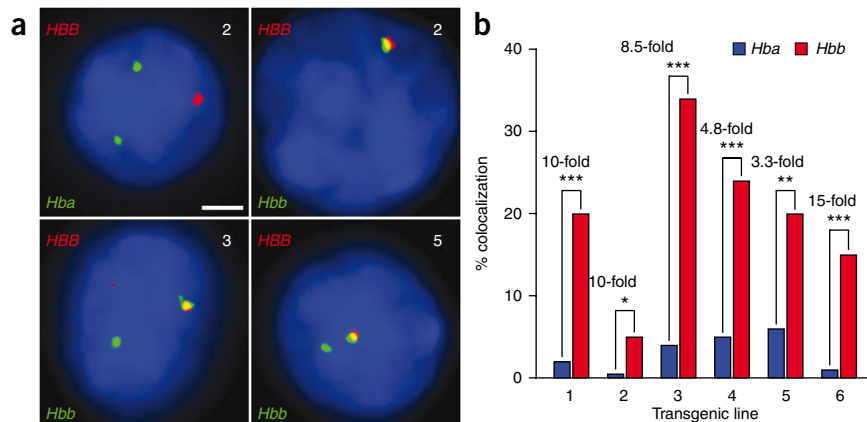 a
HBB 2
Hba
HBB 2
Hbb
HBB 3
Hbb
HBB 5
Hbb
b
Hba Hbb
% colocalization
40
30
20
10
0
10-fold
***
10-fold
*
8.5-fold
***
4.8-fold
***
3.3-fold
**
15-fold
***
1 2 3 4 5 6
Transgenic line